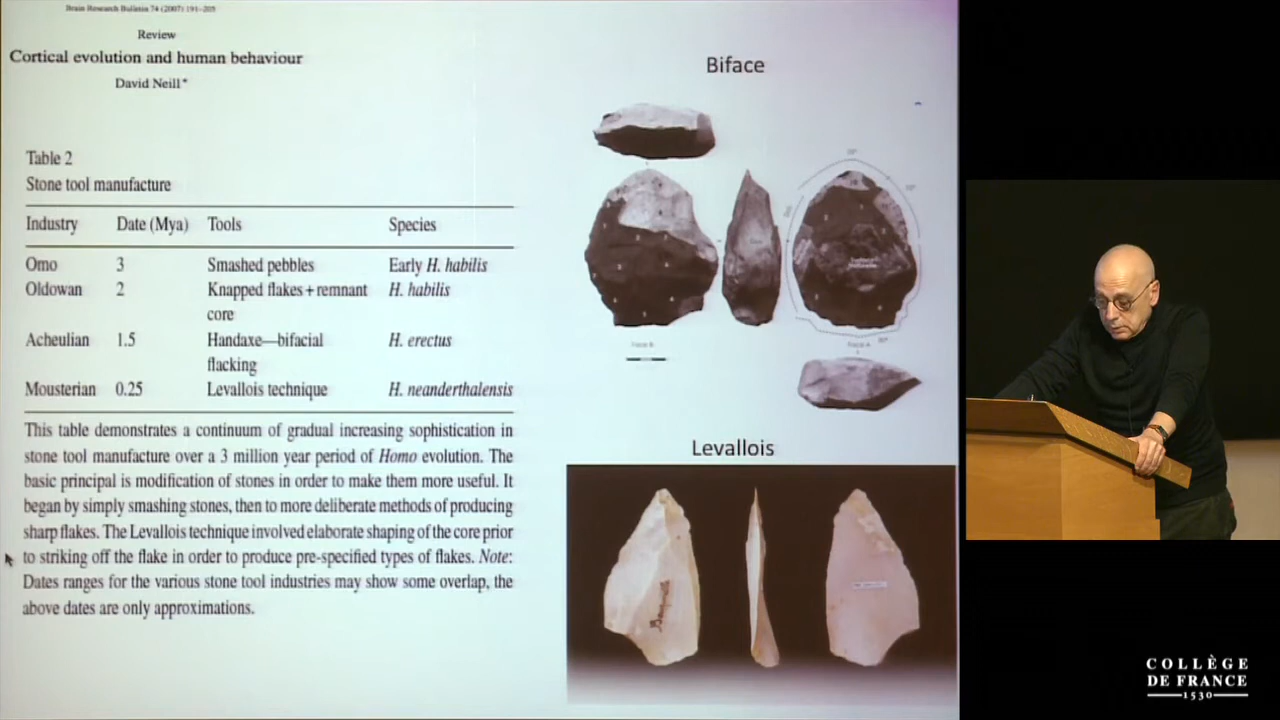 Brain Research Bulletin 74 (2007) 191–205
Review
Cortical evolution and human behaviour
David Neill*
Table 2
Stone tool manufacture
Industry Date (Mya) Tools Species
Omo 3 Smashed pebbles Early H. habilis
Oldowan 2 Knapped flakes + remnant H. habilis
core
Acheulian 1.5 Handaxe—bifacial H. erectus
flacking
Mousterian 0.25 Levallois technique H. neanderthalensis
This table demonstrates a continuum of gradual increasing sophistication in
stone tool manufacture over a 3 million year period of Homo evolution. The
basic principal is modification of stones in order to make them more useful. It
began by simply smashing stones, then to more deliberate methods of producing
sharp flakes. The Levallois technique involved elaborate shaping of the core prior
to striking off the flake in order to produce pre-specified types of flakes. Note:
Dates ranges for the various stone tool industries may show some overlap, the
above dates are only approximations.
Biface
Levallois
COLLÈGE
DE FRANCE
1530